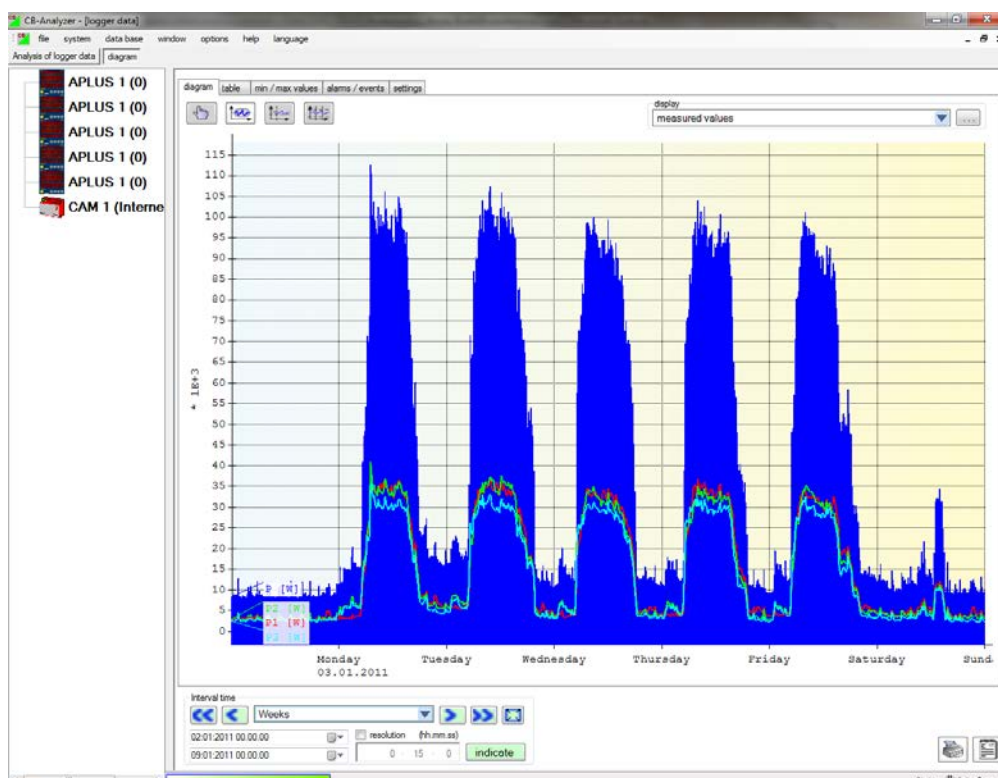 CB-Analyzer - [logger data]
file system data base window options help language
Analysis of logger data diagram
APLUS 1 (0)
APLUS 1 (0)
APLUS 1 (0)
APLUS 1 (0)
APLUS 1 (0)
CAM 1 (Interne
diagram table min / max values alarms / events settings
display
measured values
...
115
110
105
100
95
90
85
80
75
70
65
60
55
50
45
40
35
30
25
20
15
10
5
0
* 1E+3
P [W]
P2 [W]
P1 [W]
P3 [W]
Monday Tuesday Wednesday Thursday Friday Saturday Sund
03.01.2011
Interval time
Weeks
02.01.2011 00.00.00
resolution (hh.mm.ss)
09.01.2011 00.00.00
0 · 15 · 0
indicate